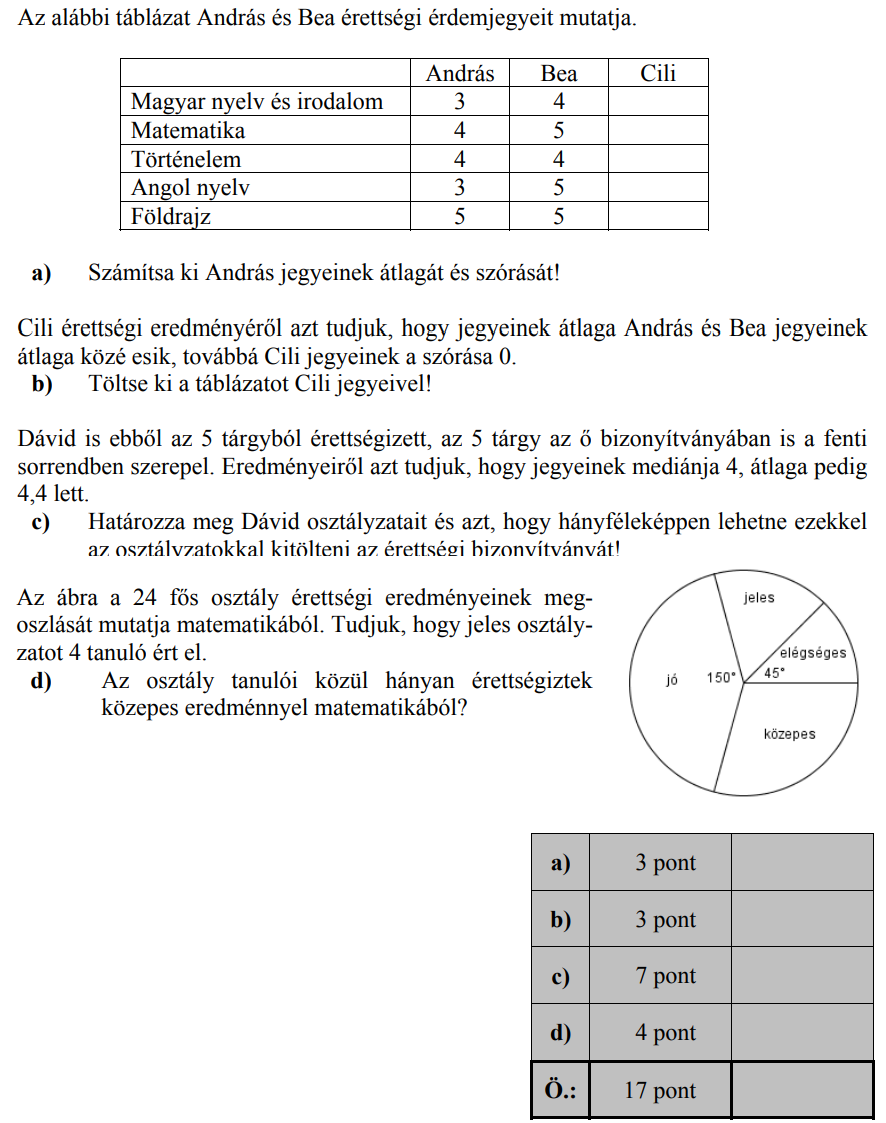 Az alábbi táblázat András és Bea érettségi érdemjegyeit mutatja.
András Bea Cili
Magyar nyelv és irodalom 3 4
Matematika 4 5
Történelem 4 4
Angol nyelv 3 5
Földrajz 5 5
a) Számítsa ki András jegyeinek átlagát és szórását!
Cili érettségi eredményéről azt tudjuk, hogy jegyeinek átlaga András és Bea jegyeinek
átlaga közé esik, továbbá Cili jegyeinek a szórása 0.
b) Töltse ki a táblázatot Cili jegyeivel!
Dávid is ebből az 5 tárgyból érettségizett, az 5 tárgy az ő bizonyítványában is a fenti
sorrendben szerepel. Eredményeiről azt tudjuk, hogy jegyeinek mediánja 4, átlaga pedig
4,4 lett.
c) Határozza meg Dávid osztályzatait és azt, hogy hányféleképpen lehetne ezekkel
az osztályzatokkal kitölteni az érettségi bizonyítványát!
Az ábra a 24 fős osztály érettségi eredményeinek meg-
oszlását mutatja matematikából. Tudjuk, hogy jeles osztály-
zatot 4 tanuló ért el.
d) Az osztály tanulói közül hányan érettségiztek
közepes eredménnyel matematikából?
jeles
elégséges
jó 150° 45°
közepes
a) 3 pont
b) 3 pont
c) 7 pont
d) 4 pont
Ö.: 17 pont